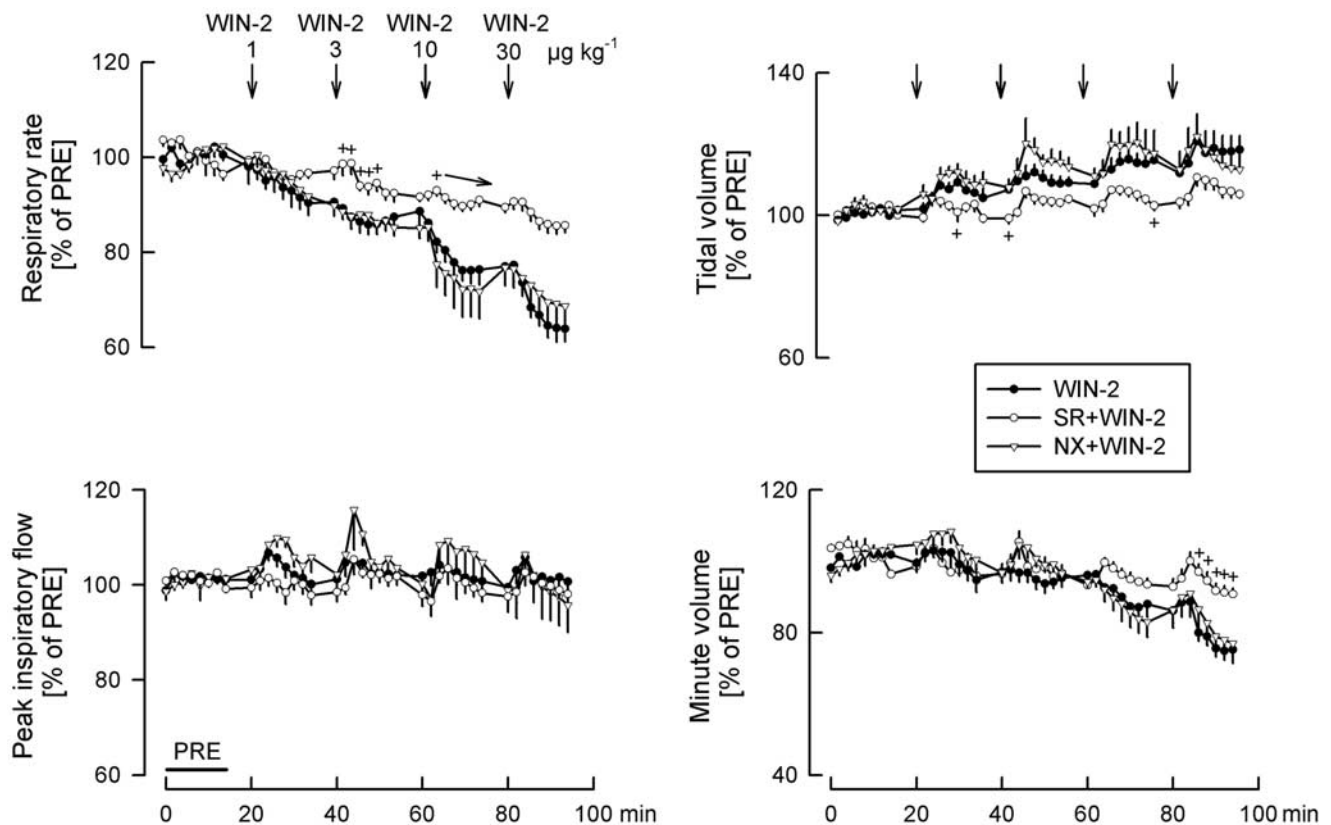 WIN-2 WIN-2 WIN-2 WIN-2
1 3 10 30 µg kg⁻¹
Respiratory rate
[% of PRE]
120
100
80
60
+ +
+ + +
+
Tidal volume
[% of PRE]
140
100
60
+ + +
WIN-2
SR+WIN-2
NX+WIN-2
Peak inspiratory flow
[% of PRE]
120
100
80
60
PRE
0 20 40 60 80 100 min
Minute volume
[% of PRE]
120
80
40
+ + + + +
0 20 40 60 80 100 min